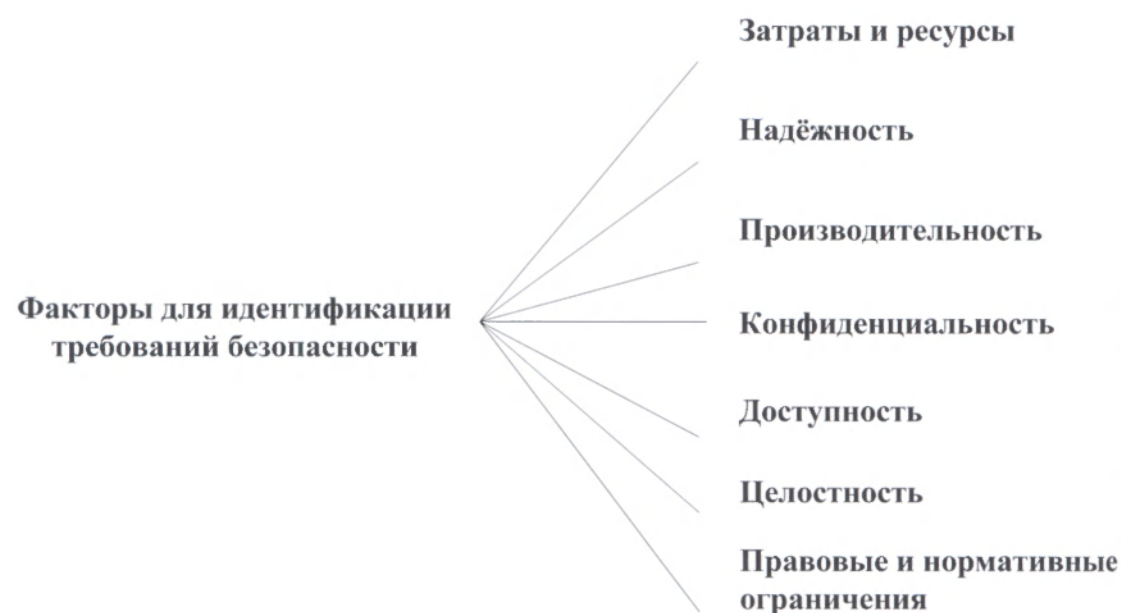 Затраты и ресурсы
Надёжность
Производительность
Факторы для идентификации
требований безопасности
Конфиденциальность
Доступность
Целостность
Правовые и нормативные
ограничения